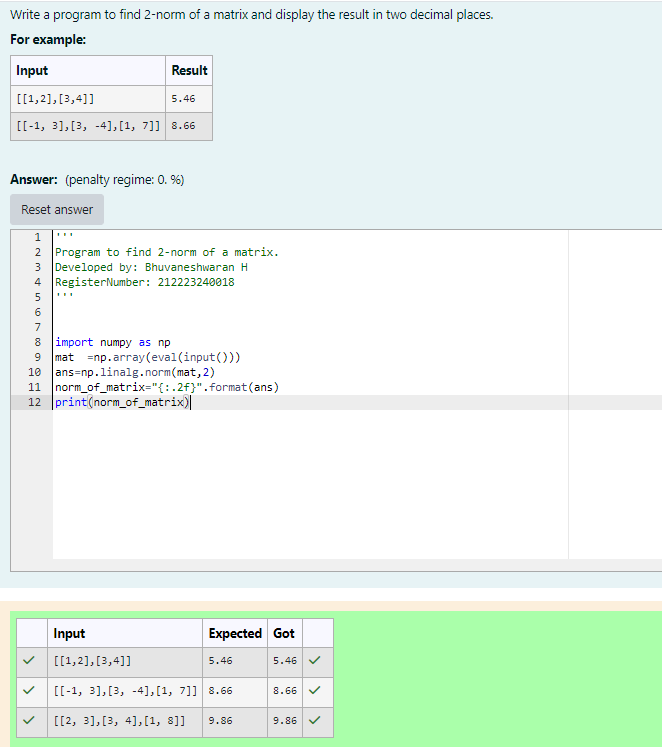 Write a program to find 2-norm of a matrix and display the result in two decimal places.
For example:
Input Result
[[1,2],[3,4]] 5.46
[[-1, 3],[3, -4],[1, 7]] 8.66
Answer: (penalty regime: 0. %)
Reset answer
1 '''
2 Program to find 2-norm of a matrix.
3 Developed by: Bhuvaneshwaran H
4 RegisterNumber: 212223240018
5 '''
6
7
8 import numpy as np
9 mat =np.array(eval(input()))
10 ans=np.linalg.norm(mat,2)
11 norm_of_matrix="{:.2f}".format(ans)
12 print(norm_of_matrix)
Input Expected Got
[[1,2],[3,4]] 5.46 5.46
[[-1, 3],[3, -4],[1, 7]] 8.66 8.66
[[2, 3],[3, 4],[1, 8]] 9.86 9.86